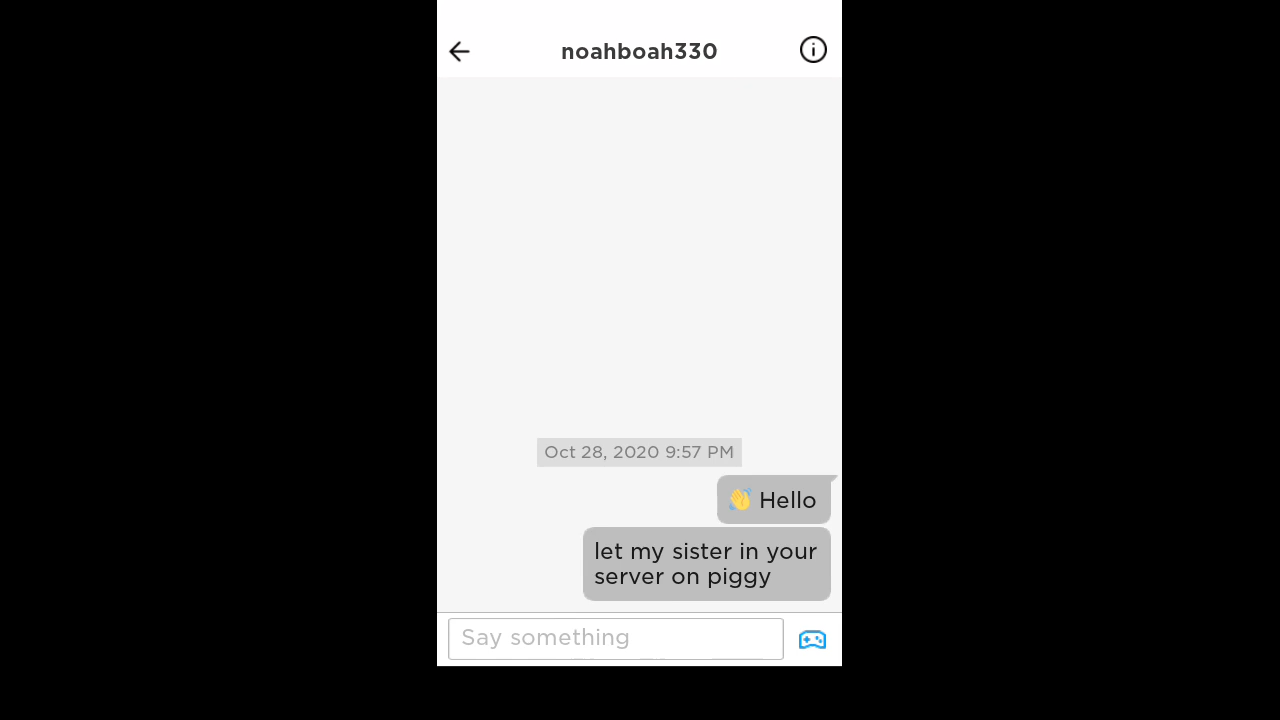 noahboah330
Oct 28, 2020 9:57 PM
👋 Hello
let my sister in your
server on piggy
Say something